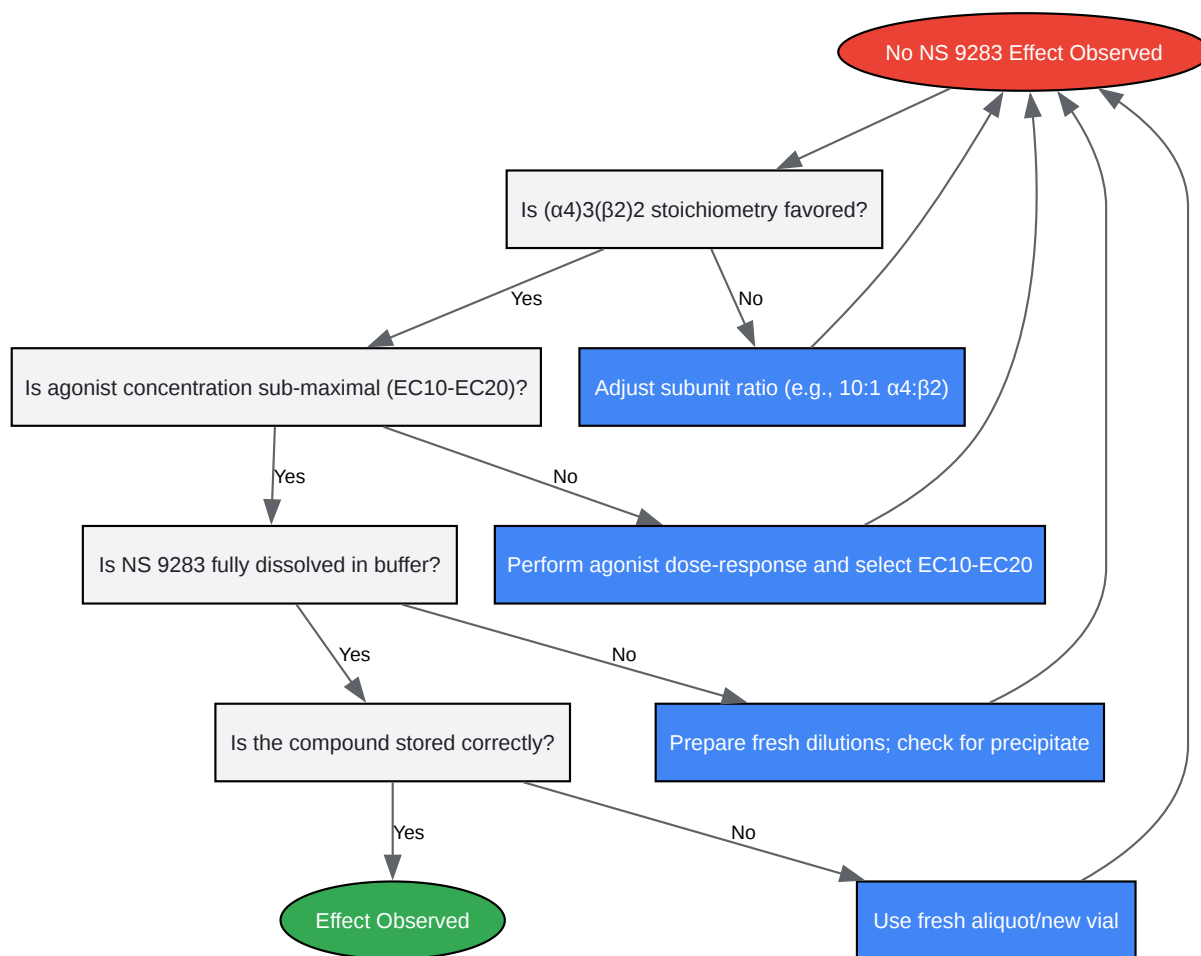 No NS 9283 Effect Observed
Is (α4)3(β2)2 stoichiometry favored?
Yes
No
Is agonist concentration sub-maximal (EC10-EC20)?
Adjust subunit ratio (e.g., 10:1 α4:β2)
Yes
No
Is NS 9283 fully dissolved in buffer?
Perform agonist dose-response and select EC10-EC20
Yes
No
Is the compound stored correctly?
Prepare fresh dilutions; check for precipitate
Yes
No
Effect Observed
Use fresh aliquot/new vial